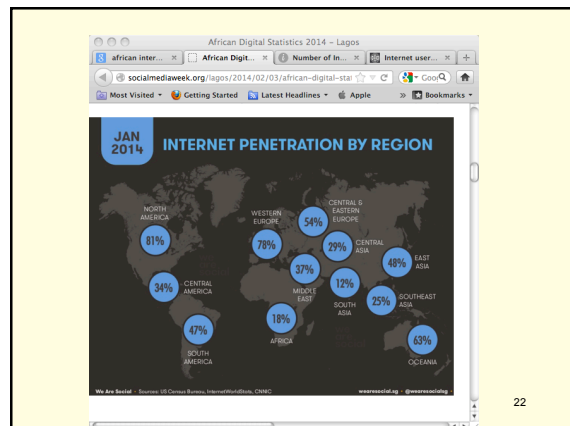 African Digital Statistics 2014 – Lagos
african inter...
African Digit...
Number of In...
Internet user...
socialmediaweek.org/lagos/2014/02/03/african-digital-stat
Most Visited
Getting Started
Latest Headlines
Apple
Bookmarks
JAN
2014
INTERNET PENETRATION BY REGION
NORTH
AMERICA
81%
WESTERN
EUROPE
78%
CENTRAL &
EASTERN
EUROPE
54%
29%
CENTRAL
ASIA
37%
MIDDLE
EAST
12%
SOUTH
ASIA
48%
EAST
ASIA
34%
CENTRAL
AMERICA
25%
SOUTHEAST
ASIA
47%
SOUTH
AMERICA
18%
AFRICA
63%
OCEANIA
We Are Social - Sources: US Census Bureau, InternetWorldStats, CNNIC
wearesocial.sg - @wearesocialsg
22